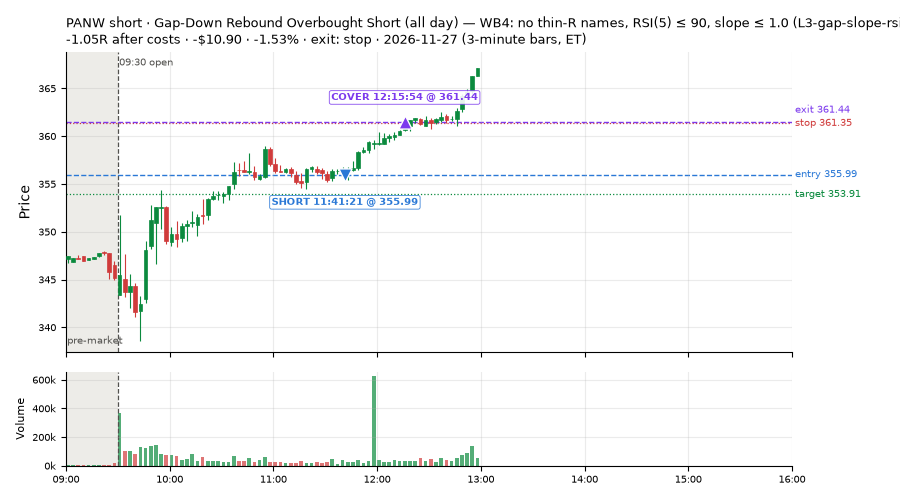 PANW short · Gap-Down Rebound Overbought Short (all day) — WB4: no thin-R names, RSI(5) ≤ 90, slope ≤ 1.0 (L3-gap-slope-rsi
-1.05R after costs · -$10.90 · -1.53% · exit: stop · 2026-11-27 (3-minute bars, ET)
09:30 open
365
360
355
350
345
340
Price
COVER 12:15:54 @ 361.44
SHORT 11:41:21 @ 355.99
exit 361.44
stop 361.35
entry 355.99
target 353.91
pre-market
600k
400k
200k
0k
Volume
09:00
10:00
11:00
12:00
13:00
14:00
15:00
16:00